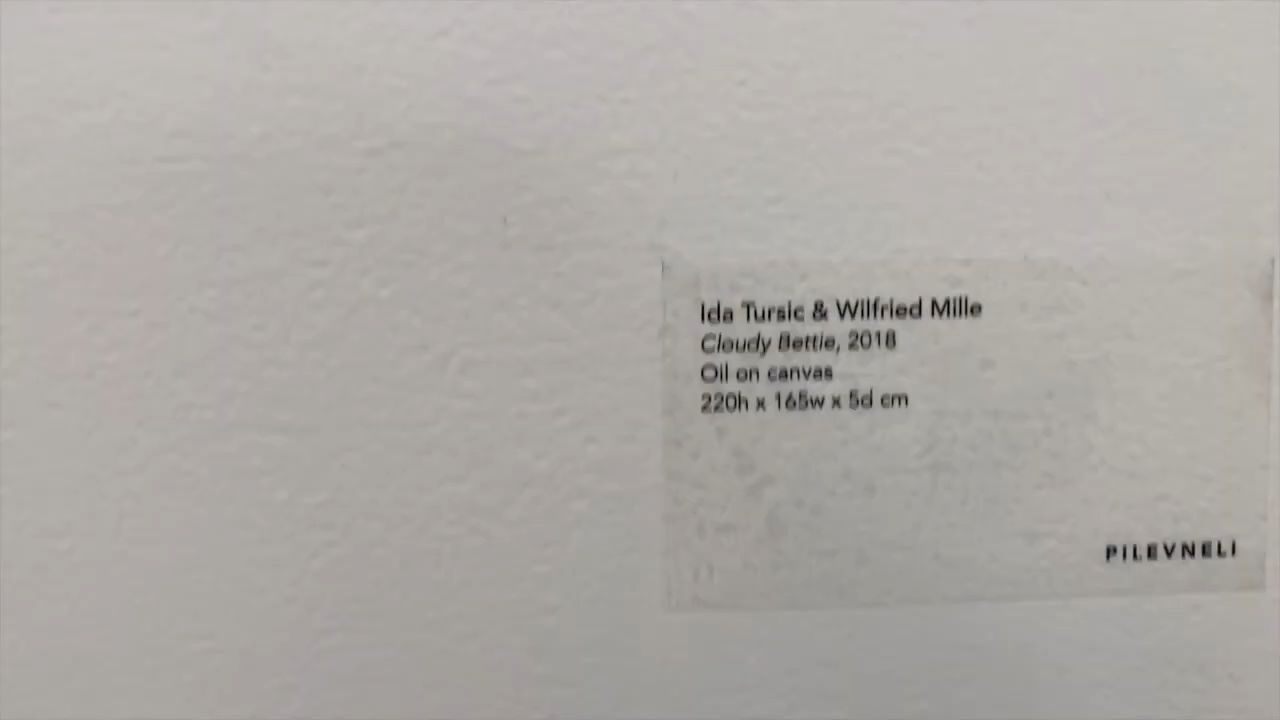 Ida Tursic & Wilfried Mille
Cloudy Bettie, 2018
Oil on canvas
220h x 165w x 5d cm
PILEVNELI